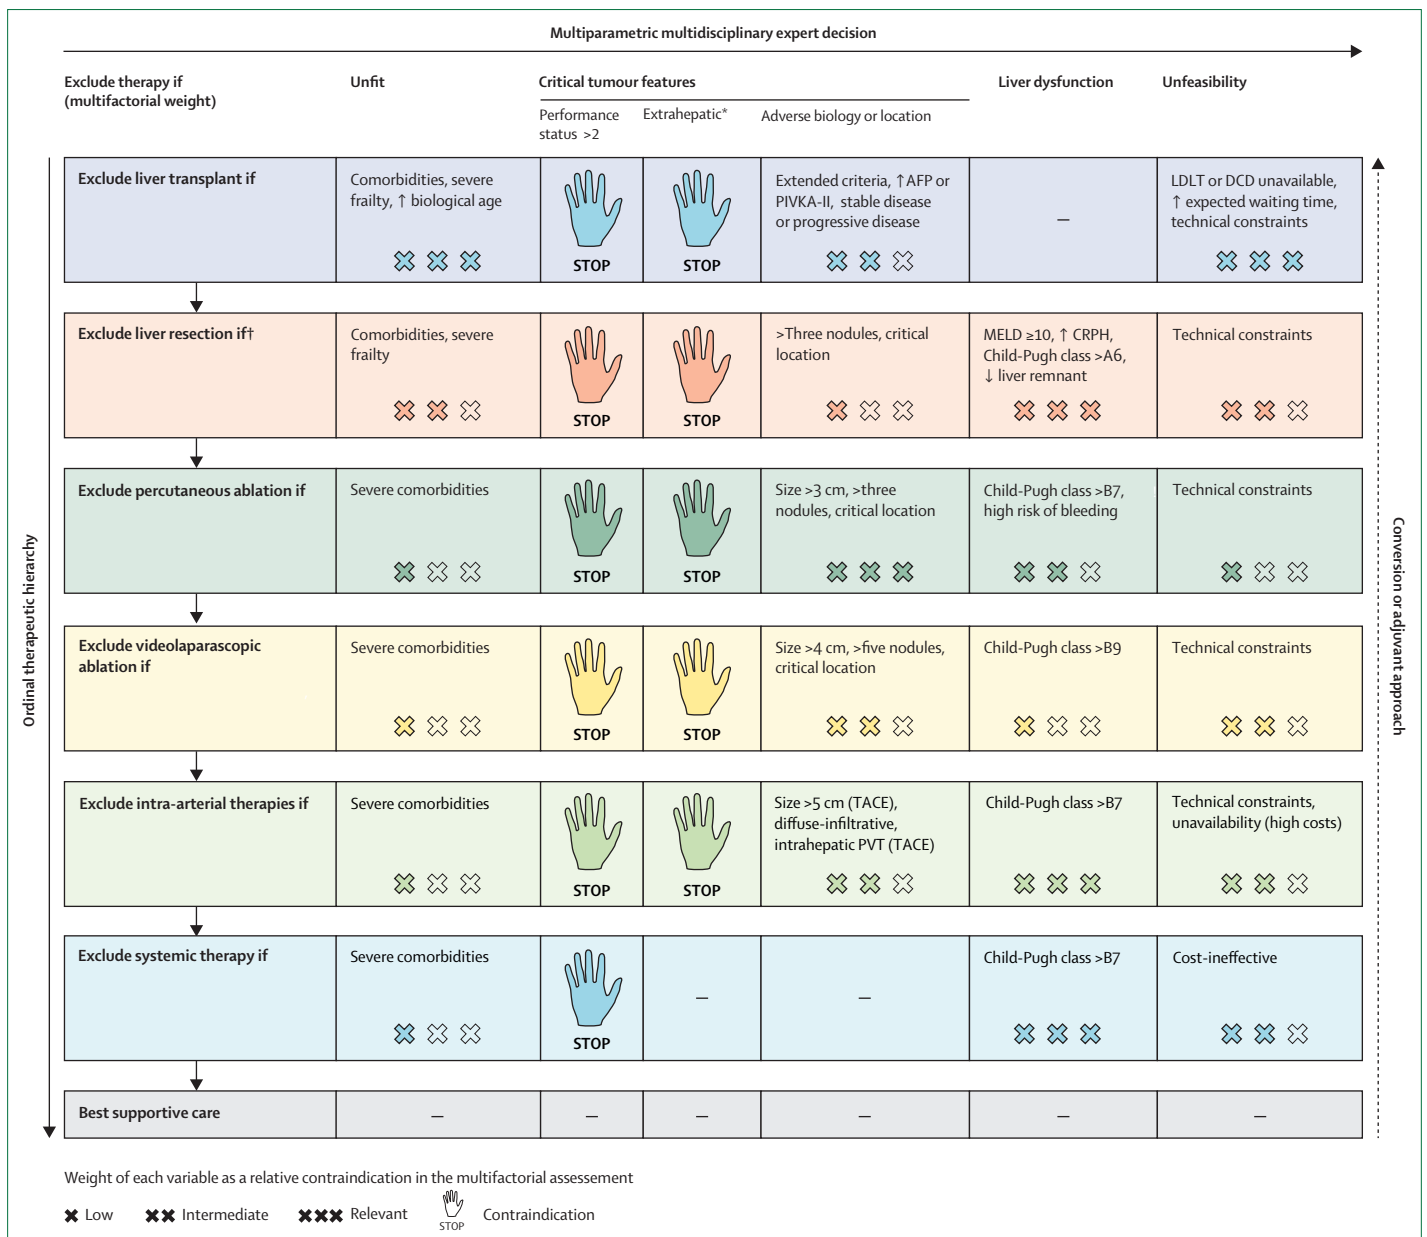 Multiparametric multidisciplinary expert decision
Exclude therapy if
(multifactorial weight)
Unfit
Critical tumour features
Liver dysfunction
Unfeasibility
Performance
status >2
Extrahepatic*
Adverse biology or location
Ordinal therapeutic hierarchy
Conversion or adjuvant approach
Exclude liver transplant if
Comorbidities, severe
frailty, ↑ biological age
STOP
STOP
Extended criteria, ↑AFP or
PIVKA-II, stable disease
or progressive disease
–
LDLT or DCD unavailable,
↑ expected waiting time,
technical constraints
Exclude liver resection if†
Comorbidities, severe
frailty
STOP
STOP
>Three nodules, critical
location
MELD ≥10, ↑ CRPH,
Child-Pugh class >A6,
↓ liver remnant
Technical constraints
Exclude percutaneous ablation if
Severe comorbidities
STOP
STOP
Size >3 cm, >three
nodules, critical location
Child-Pugh class >B7,
high risk of bleeding
Technical constraints
Exclude videolaparascopic
ablation if
Severe comorbidities
STOP
STOP
Size >4 cm, >five nodules,
critical location
Child-Pugh class >B9
Technical constraints
Exclude intra-arterial therapies if
Severe comorbidities
STOP
STOP
Size >5 cm (TACE),
diffuse-infiltrative,
intrahepatic PVT (TACE)
Child-Pugh class >B7
Technical constraints,
unavailability (high costs)
Exclude systemic therapy if
Severe comorbidities
STOP
–
–
Child-Pugh class >B7
Cost-ineffective
Best supportive care
–
–
–
–
–
–
Weight of each variable as a relative contraindication in the multifactorial assessement
Low
Intermediate
Relevant
STOP
Contraindication